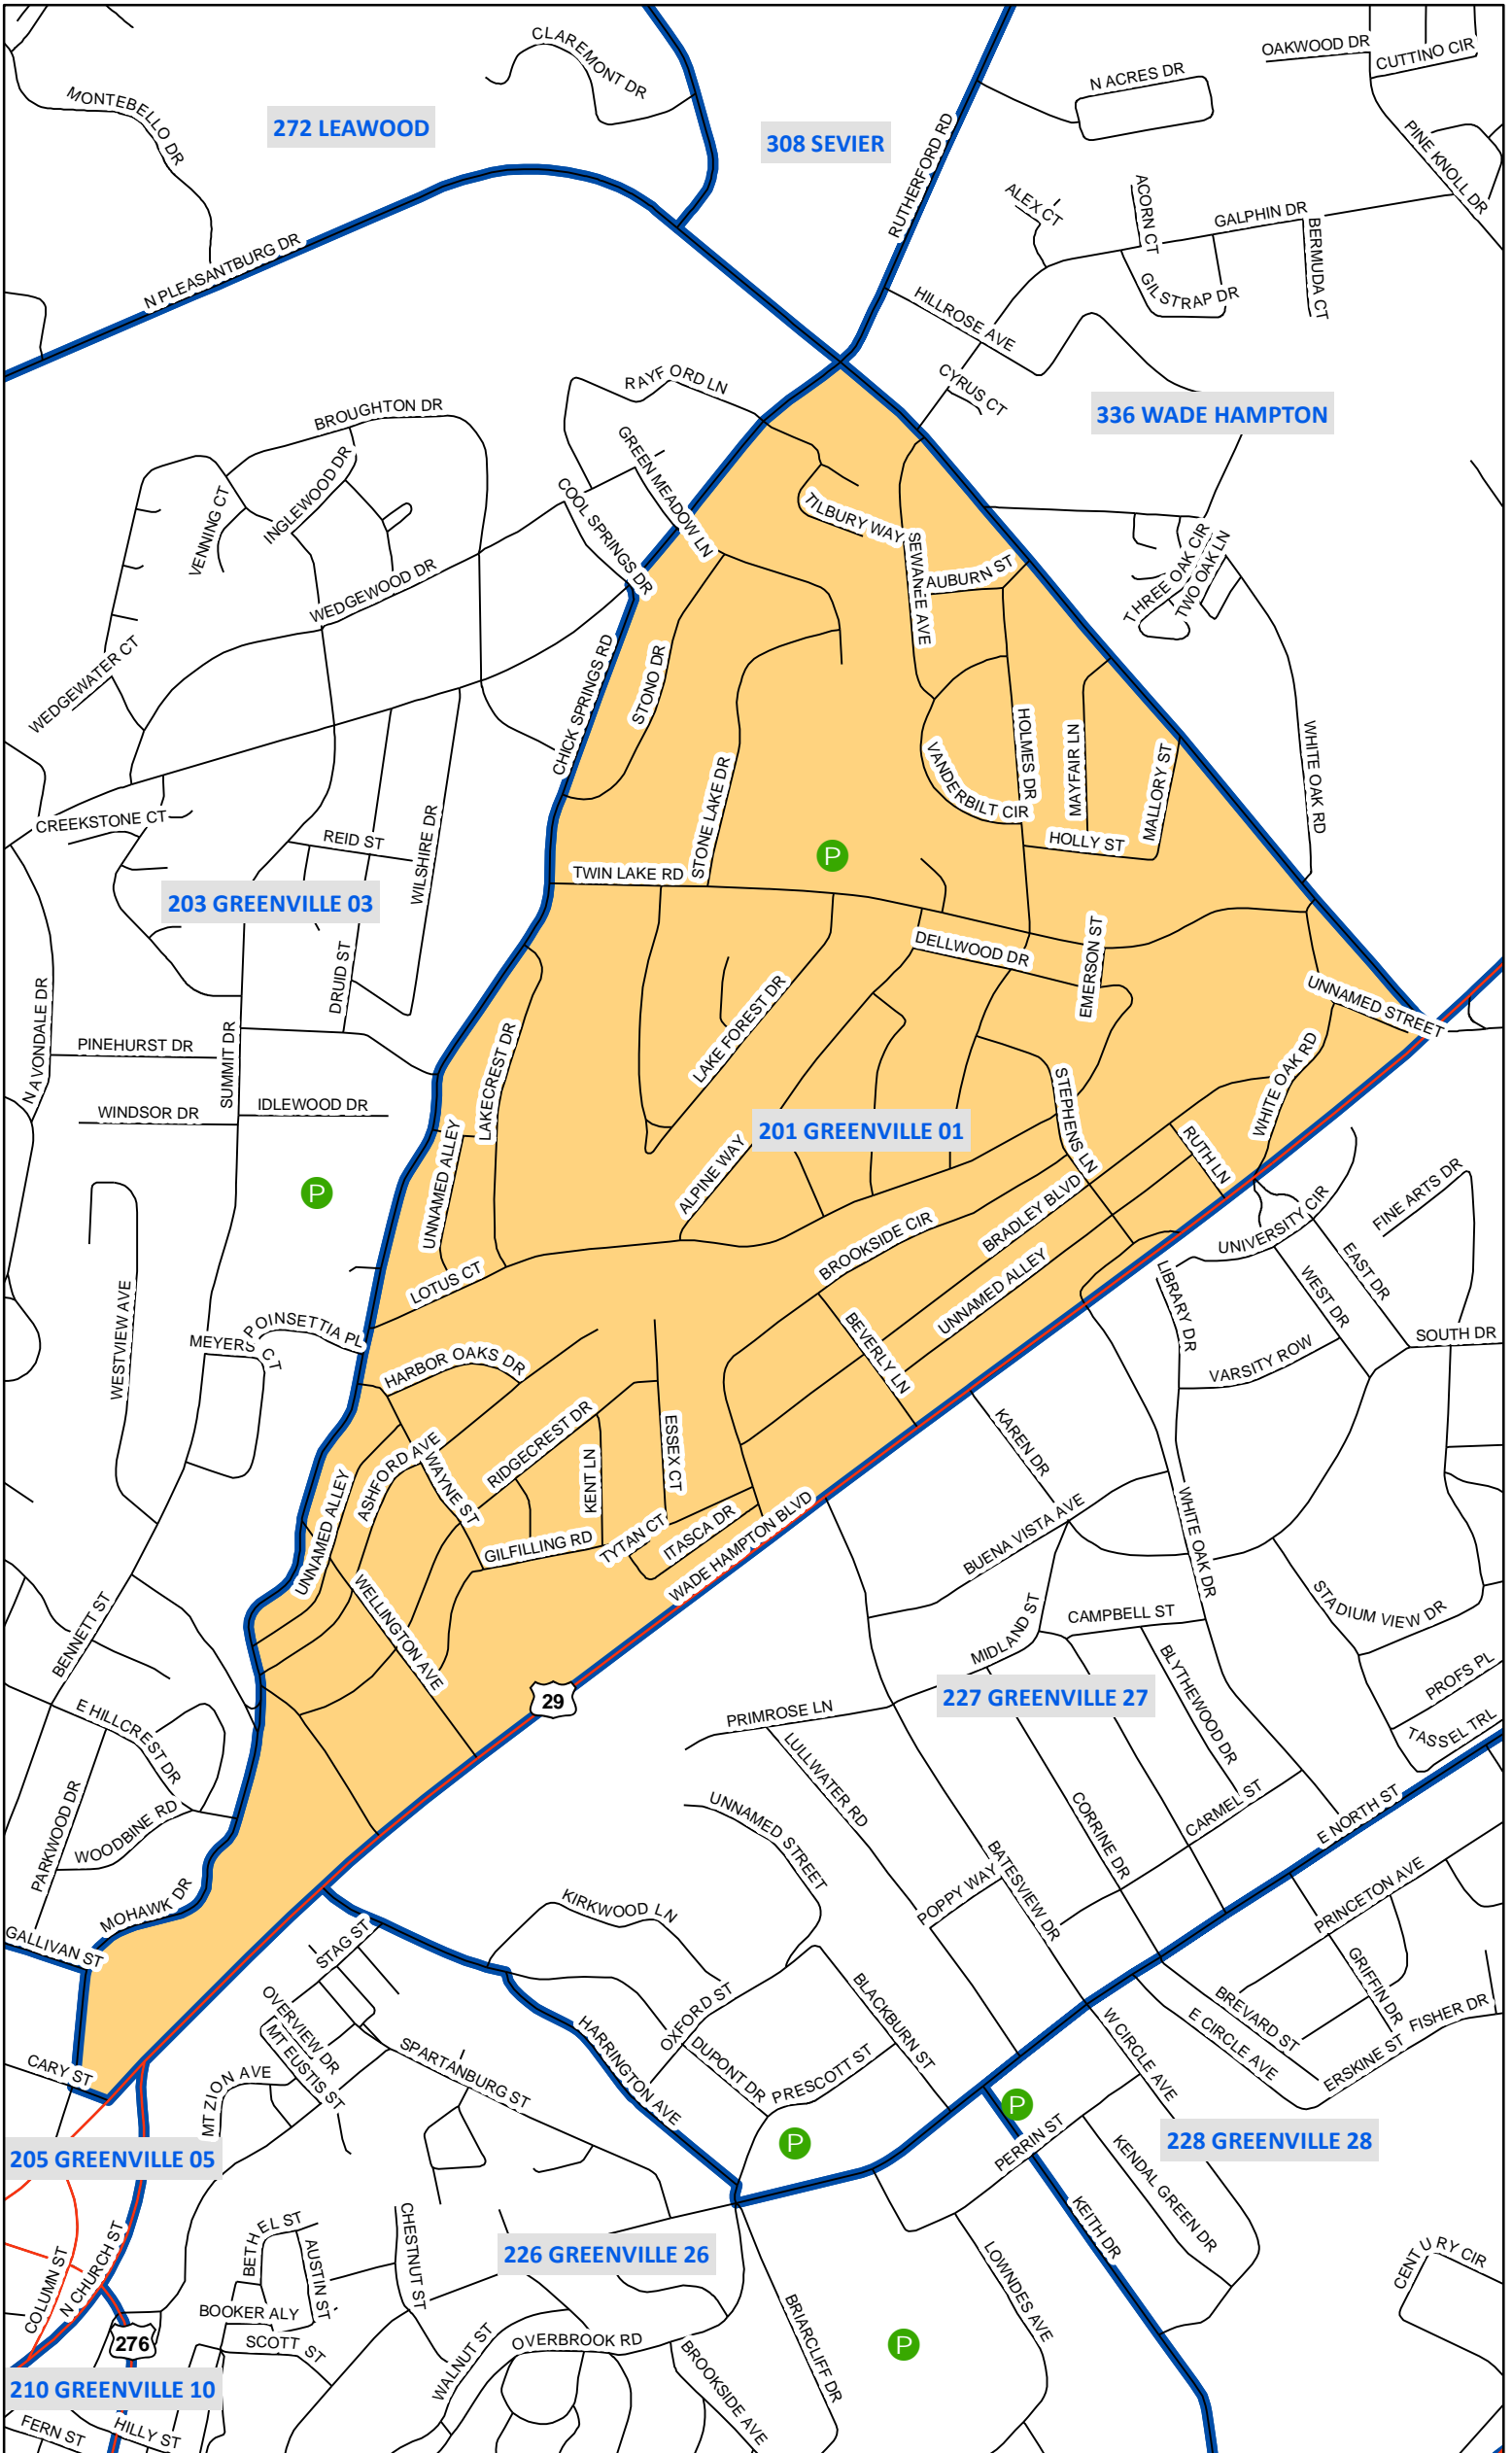 CLAREMONT DR
OAKWOOD DR
CUTTINO CIR
N ACRES DR
MONTEBELLO DR
272 LEAWOOD
308 SEVIER
RUTHERFORD RD
PINE KNOLL DR
ALEX CT
ACORN CT
GALPHIN DR
BERMUDA CT
N PLEASANTBURG DR
GILSTRAP DR
HILLROSE AVE
RAYFORD LN
CYRUS CT
BROUGHTON DR
336 WADE HAMPTON
GREEN MEADOW LN
INGLEWOOD DR
VENNING CT
COOL SPRINGS DR
TILBURY WAY
SEWANEE AVE
AUBURN ST
THREE OAK CIR
TWO OAK LN
WEDGEWOOD DR
WEDGEWATER CT
CHICK SPRINGS RD
STONO DR
HOLMES DR
MAYFAIR LN
MALLORY ST
WHITE OAK RD
VANDERBILT CIR
STONE LAKE DR
CREEKSTONE CT
REID ST
WILSHIRE DR
HOLLY ST
P
TWIN LAKE RD
203 GREENVILLE 03
DELLWOOD DR
EMERSON ST
DRUID ST
UNNAMED STREET
N AVONDALE DR
PINEHURST DR
SUMMIT DR
LAKECREST DR
LAKE FOREST DR
WHITE OAK RD
WINDSOR DR
IDLEWOOD DR
STEPHENS LN
201 GREENVILLE 01
UNNAMED ALLEY
RUTH LN
P
ALPINE WAY
BRADLEY BLVD
FINE ARTS DR
BROOKSIDE CIR
UNIVERSITY CIR
EAST DR
LOTUS CT
UNNAMED ALLEY
LIBRARY DR
WEST DR
WESTVIEW AVE
POINSETTIA PL
MEYERS CT
BEVERLY LN
SOUTH DR
VARSITY ROW
HARBOR OAKS DR
RIDGECREST DR
KAREN DR
ESSEX CT
ASHFORD AVE
WAYNE ST
KENT LN
UNNAMED ALLEY
WHITE OAK DR
BUENA VISTA AVE
TYTAN CT
ITASCA DR
WADE HAMPTON BLVD
GILFILLING RD
WELLINGTON AVE
STADIUM VIEW DR
BENNETT ST
CAMPBELL ST
MIDLAND ST
BLYTHEWOOD DR
PROFS PL
29
227 GREENVILLE 27
E HILLCREST DR
PRIMROSE LN
TASSEL TRL
LULLWATER RD
PARKWOOD DR
WOODBINE RD
UNNAMED STREET
CORRINE DR
CARMEL ST
E NORTH ST
BATESVIEW DR
POPPY WAY
PRINCETON AVE
MOHAWK DR
KIRKWOOD LN
GALLIVAN ST
STAG ST
GRIFFIN DR
BLACKBURN ST
OXFORD ST
OVERVIEW DR
BREVARD ST
FISHER DR
HARRINGTON AVE
W CIRCLE AVE
E CIRCLE AVE
MT EUSTIS ST
SPARTANBURG ST
DUPONT DR
PRESCOTT ST
ERSKINE ST
CARY ST
MT ZION AVE
P
P
PERRIN ST
228 GREENVILLE 28
205 GREENVILLE 05
KENDAL GREEN DR
KEITH DR
CHESTNUT ST
BETHEL ST
AUSTIN ST
226 GREENVILLE 26
LOWNDES AVE
CENTURY CIR
COLUMN ST
N CHURCH ST
BOOKER ALY
276
SCOTT ST
WALNUT ST
OVERBROOK RD
BRIARCLIFF DR
P
BROOKSIDE AVE
210 GREENVILLE 10
FERN ST
HILLY ST